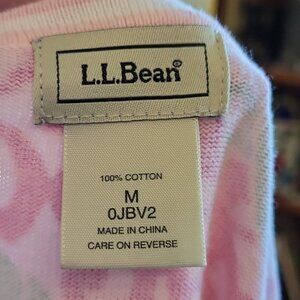 L.L.Bean®
100% COTTON
M
0JBV2
MADE IN CHINA
CARE ON REVERSE